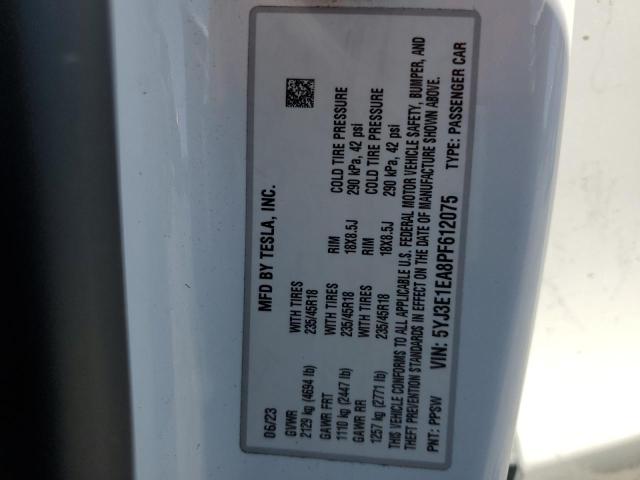 MFD BY TESLA, INC.
06/23
GVWR WITH TIRES RIM COLD TIRE PRESSURE
2129 kg (4694 lb) 235/45R18 18X8.5J 290 kPa, 42 psi
GAWR FRT WITH TIRES RIM COLD TIRE PRESSURE
1110 kg (2447 lb) 235/45R18 18X8.5J 290 kPa, 42 psi
GAWR RR
1257 kg (2771 lb) 235/45R18
THIS VEHICLE CONFORMS TO ALL APPLICABLE U.S. FEDERAL MOTOR VEHICLE SAFETY, BUMPER, AND
THEFT PREVENTION STANDARDS IN EFFECT ON THE DATE OF MANUFACTURE SHOWN ABOVE.
VIN: 5YJ3E1EA8PF612075 TYPE: PASSENGER CAR
PNT: PPSW